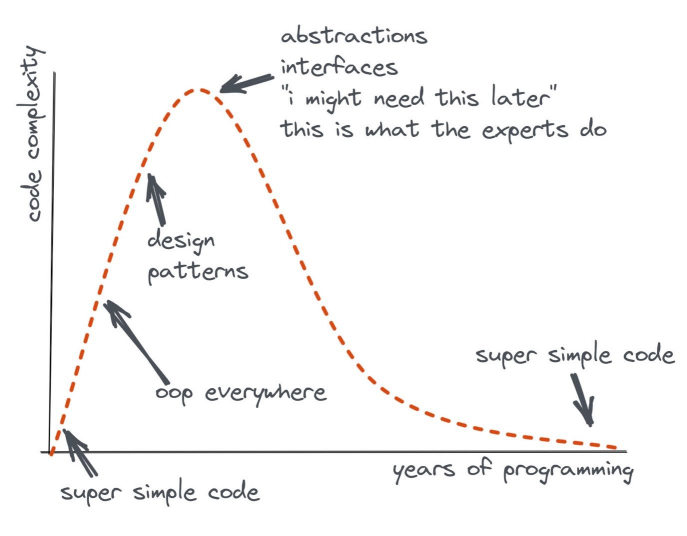 code complexity
abstractions
interfaces
"i might need this later"
this is what the experts do
design
patterns
oop everywhere
super simple code
super simple code
years of programming